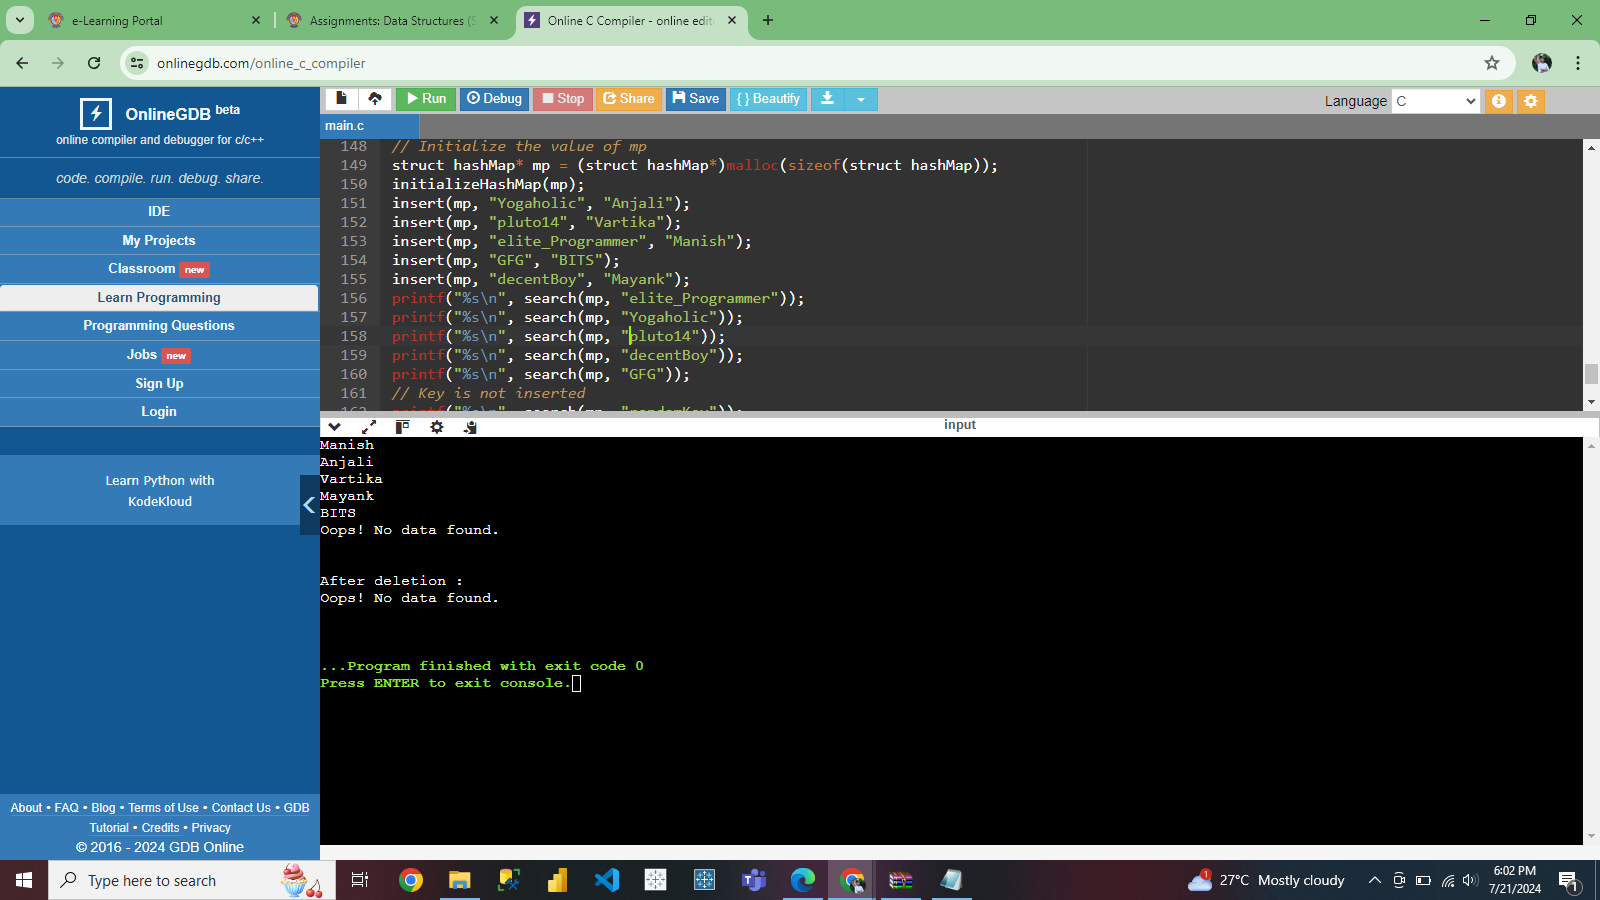 e-Learning Portal
Assignments: Data Structures (S
Online C Compiler - online edit
onlinegdb.com/online_c_compiler
OnlineGDB beta
online compiler and debugger for c/c++
code. compile. run. debug. share.
IDE
My Projects
Classroom new
Learn Programming
Programming Questions
Jobs new
Sign Up
Login
Learn Python with
KodeKloud
About • FAQ • Blog • Terms of Use • Contact Us • GDB
Tutorial • Credits • Privacy
© 2016 - 2024 GDB Online
Run Debug Stop Share Save { } Beautify
Language C
main.c
148 // Initialize the value of mp
149 struct hashMap* mp = (struct hashMap*)malloc(sizeof(struct hashMap));
150 initializeHashMap(mp);
151 insert(mp, "Yogaholic", "Anjali");
152 insert(mp, "pluto14", "Vartika");
153 insert(mp, "elite_Programmer", "Manish");
154 insert(mp, "GFG", "BITS");
155 insert(mp, "decentBoy", "Mayank");
156 printf("%s\n", search(mp, "elite_Programmer"));
157 printf("%s\n", search(mp, "Yogaholic"));
158 printf("%s\n", search(mp, "pluto14"));
159 printf("%s\n", search(mp, "decentBoy"));
160 printf("%s\n", search(mp, "GFG"));
161 // Key is not inserted
162 printf("%s\n", search(mp, "randomKey"));
input
Manish
Anjali
Vartika
Mayank
BITS
Oops! No data found.
After deletion :
Oops! No data found.
...Program finished with exit code 0
Press ENTER to exit console.
Type here to search
1
27°C Mostly cloudy
6:02 PM
7/21/2024
1